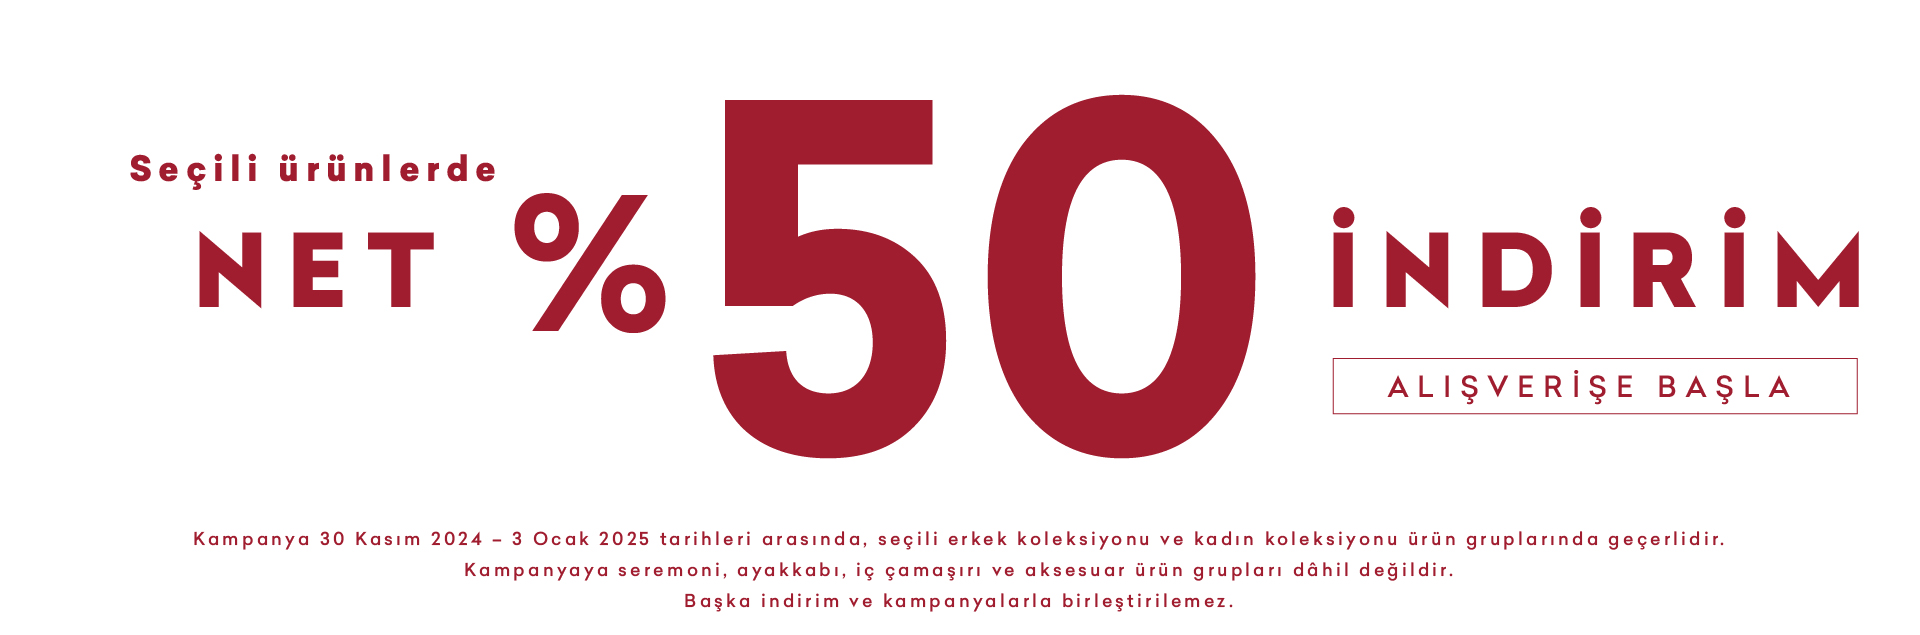 Seçili ürünlerde
NET %50 İNDİRİM
ALIŞVERİŞE BAŞLA
Kampanya 30 Kasım 2024 – 3 Ocak 2025 tarihleri arasında, seçili erkek koleksiyonu ve kadın koleksiyonu ürün gruplarında geçerlidir.
Kampanyaya seremoni, ayakkabı, iç çamaşırı ve aksesuar ürün grupları dâhil değildir.
Başka indirim ve kampanyalarla birleştirilemez.